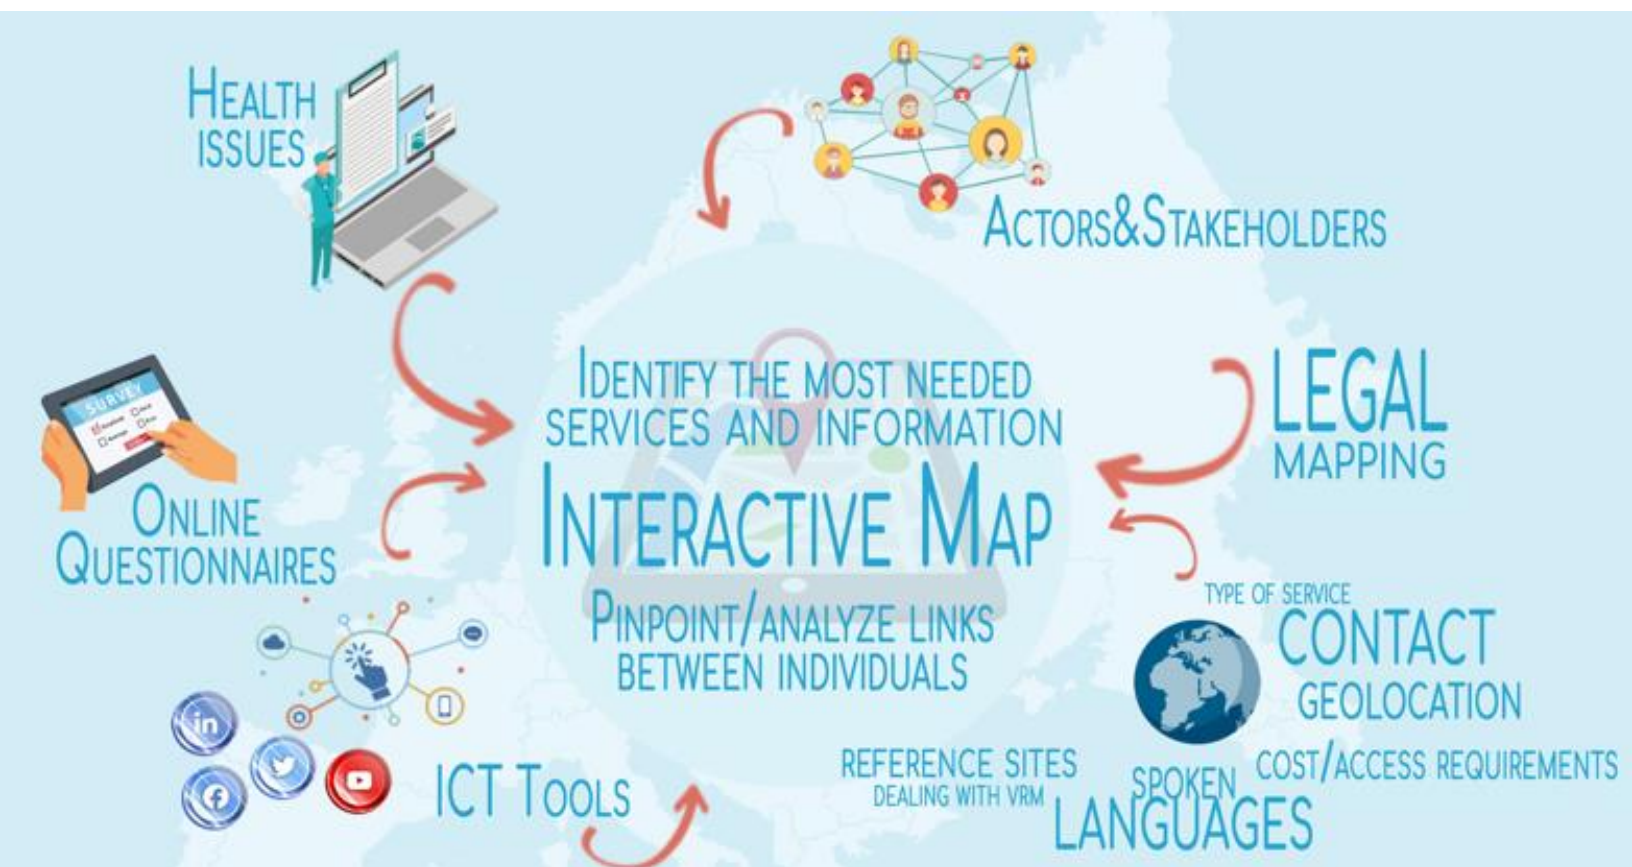 HEALTH
ISSUES
ACTORS&STAKEHOLDERS
IDENTIFY THE MOST NEEDED
SERVICES AND INFORMATION
INTERACTIVE MAP
PINPOINT/ANALYZE LINKS
BETWEEN INDIVIDUALS
LEGAL
MAPPING
SURVEY
ONLINE
QUESTIONNAIRES
in
ICT TOOLS
TYPE OF SERVICE
CONTACT
GEOLOCATION
COST/ACCESS REQUIREMENTS
REFERENCE SITES
DEALING WITH VRM
SPOKEN
LANGUAGES